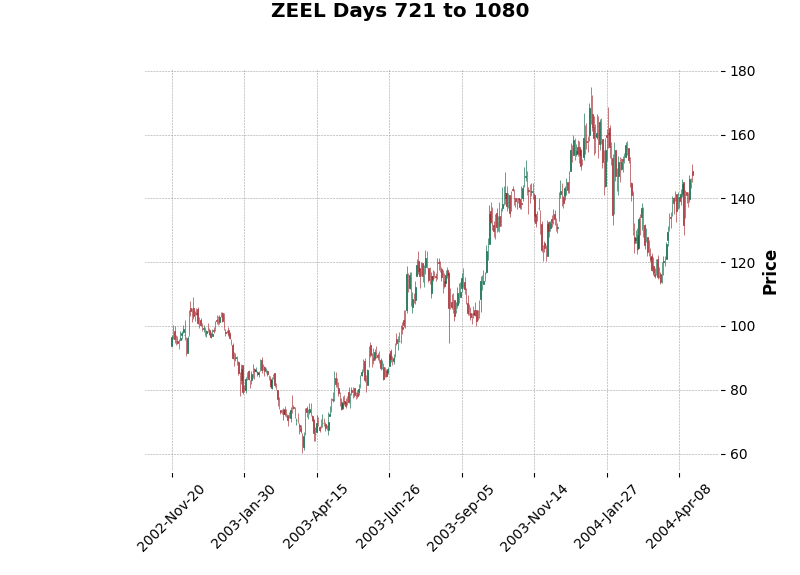 ZEEL Days 721 to 1080
180
160
140
120
100
80
60
Price
2002-Nov-20
2003-Jan-30
2003-Apr-15
2003-Jun-26
2003-Sep-05
2003-Nov-14
2004-Jan-27
2004-Apr-08